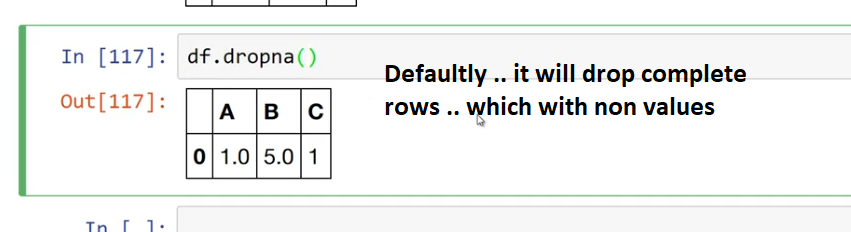 In [117]: df.dropna()
Defaultly .. it will drop complete
rows .. which with non values
Out[117]:
A B C
0 1.0 5.0 1
In [ ]: